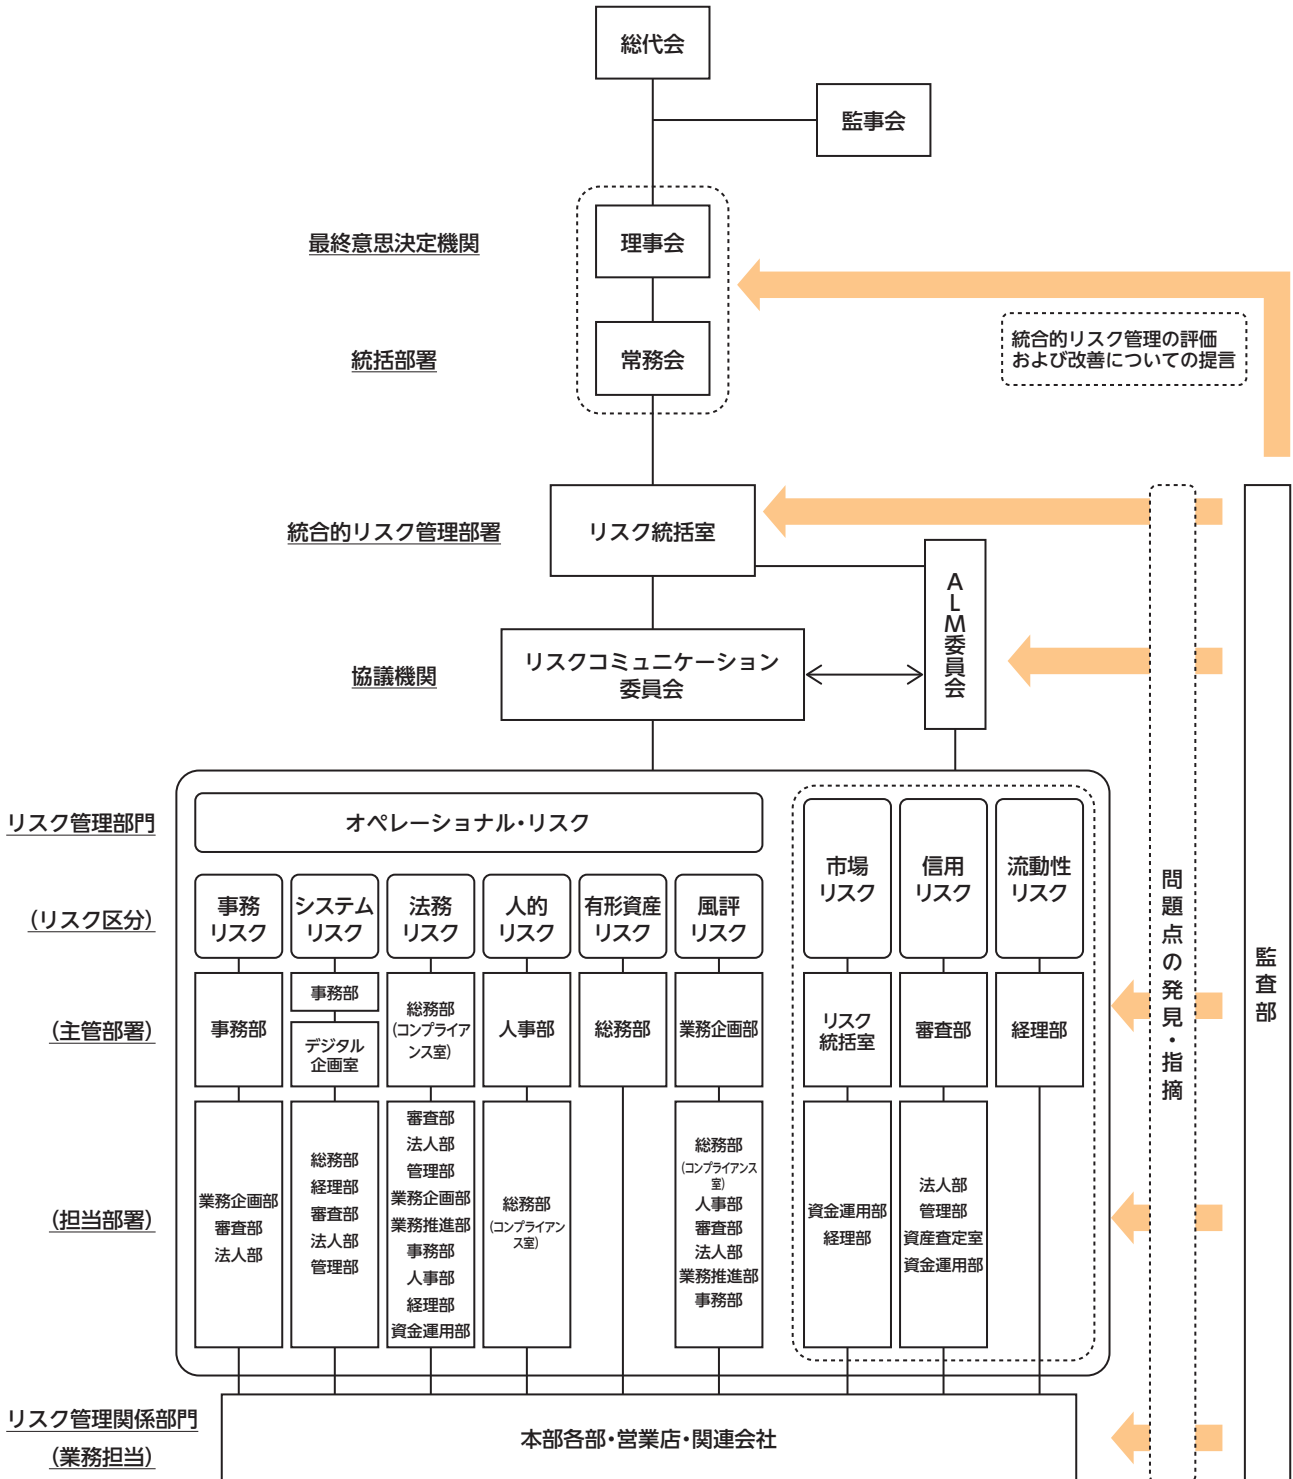 総代会
監事会
最終意思決定機関
理事会
統括部署
常務会
統合的リスク管理の評価
および改善についての提言
統合的リスク管理部署
リスク統括室
ALM委員会
協議機関
リスクコミュニケーション
委員会
リスク管理部門
オペレーショナル・リスク
市場
リスク
信用
リスク
流動性
リスク
(リスク区分)
事務
リスク
システム
リスク
法務
リスク
人的
リスク
有形資産
リスク
風評
リスク
(主管部署)
事務部
事務部
デジタル
企画室
総務部
(コンプライア
ンス室)
人事部
総務部
業務企画部
リスク
統括室
審査部
経理部
(担当部署)
業務企画部
審査部
法人部
総務部
経理部
審査部
法人部
管理部
審査部
法人部
管理部
業務企画部
業務推進部
事務部
人事部
経理部
資金運用部
総務部
(コンプライアン
ス室)
総務部
(コンプライアンス
室)
人事部
審査部
法人部
業務推進部
事務部
資金運用部
経理部
法人部
管理部
資産査定室
資金運用部
問題点の発見・指摘
監査部
リスク管理関係部門
(業務担当)
本部各部・営業店・関連会社